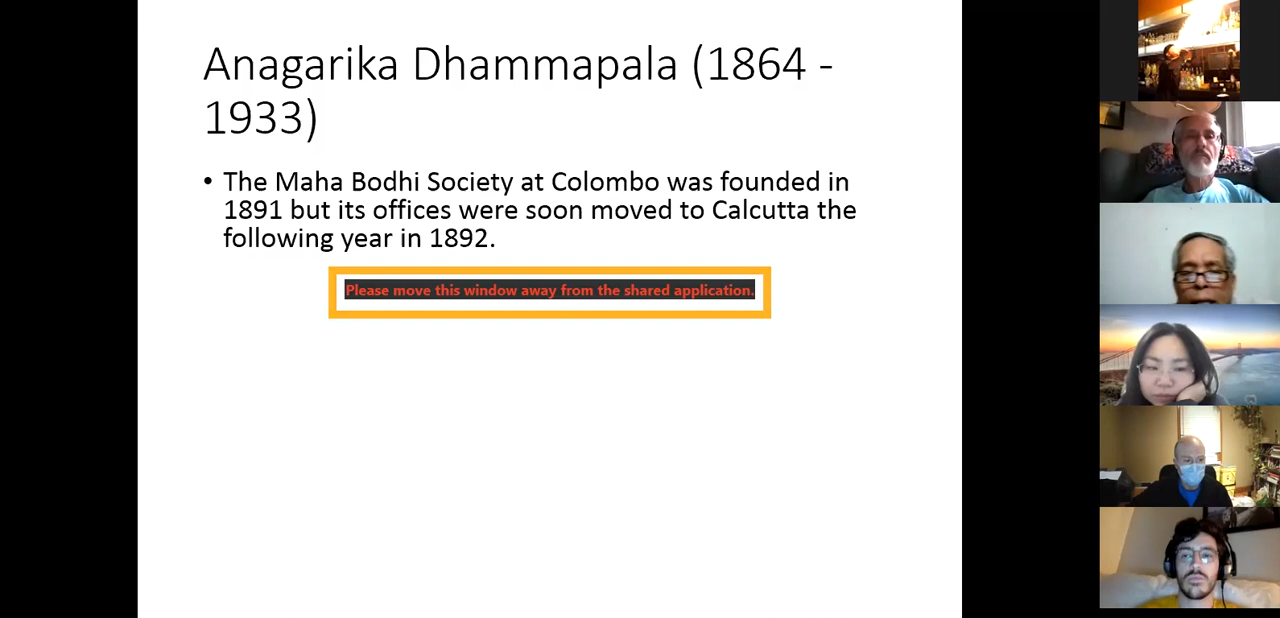 Anagarika Dhammapala (1864 -
1933)
• The Maha Bodhi Society at Colombo was founded in
1891 but its offices were soon moved to Calcutta the
following year in 1892.
Please move this window away from the shared application.